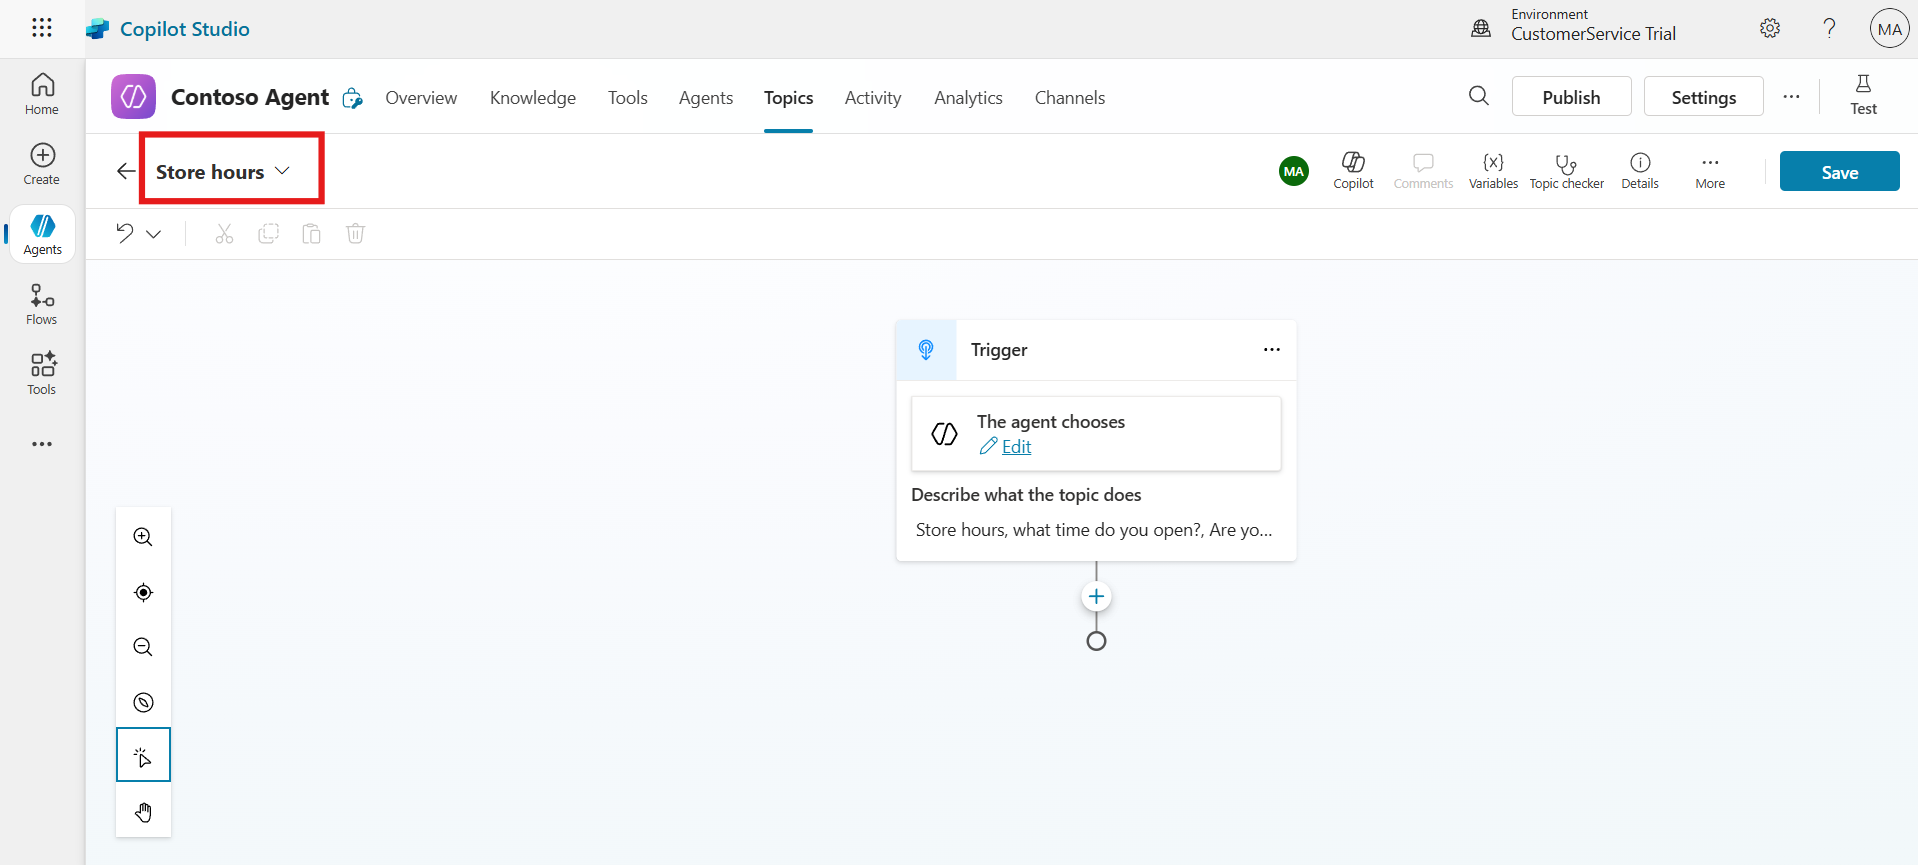 Copilot Studio
Environment
CustomerService Trial
?
MA
Home
Create
Agents
Flows
Tools
Contoso Agent
Overview
Knowledge
Tools
Agents
Topics
Activity
Analytics
Channels
Publish
Settings
Test
Store hours
MA
Copilot
Comments
{x}
Variables
Topic checker
Details
More
Save
Trigger
The agent chooses
Edit
Describe what the topic does
Store hours, what time do you open?, Are yo...